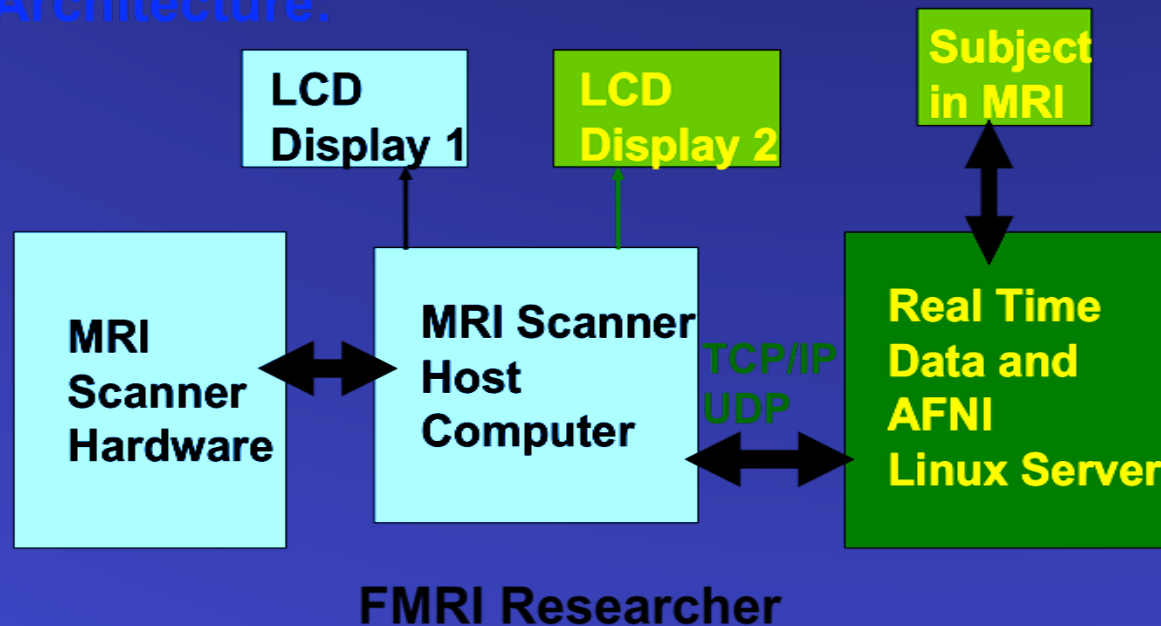 Architecture:
LCD
Display 1
LCD
Display 2
Subject
in MRI
MRI
Scanner
Hardware
MRI Scanner
Host
Computer
TCP/IP
UDP
Real Time
Data and
AFNI
Linux Server
FMRI Researcher